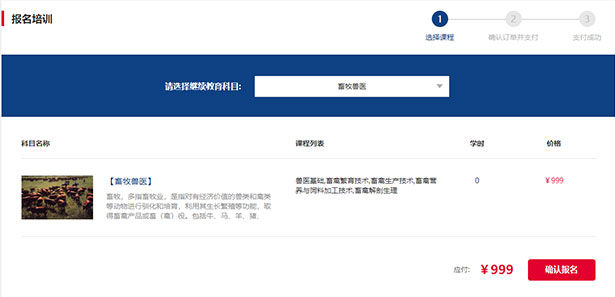 报名培训
1
2
3
选择课程
确认订单并支付
支付成功
请选择继续教育科目:
畜牧兽医
科目名称
课程列表
学时
价格
【畜牧兽医】
畜牧，多指畜牧业，是指对有经济价值的兽类和禽类
等动物进行驯化和培育，利用其生长繁殖等功能，取
得畜禽产品或畜（禽）役。包括牛、马、羊、猪、
兽医基础,畜禽繁育技术,畜禽生产技术,畜禽营
养与饲料加工技术,畜禽解剖生理
0
¥ 999
应付:
¥ 999
确认报名